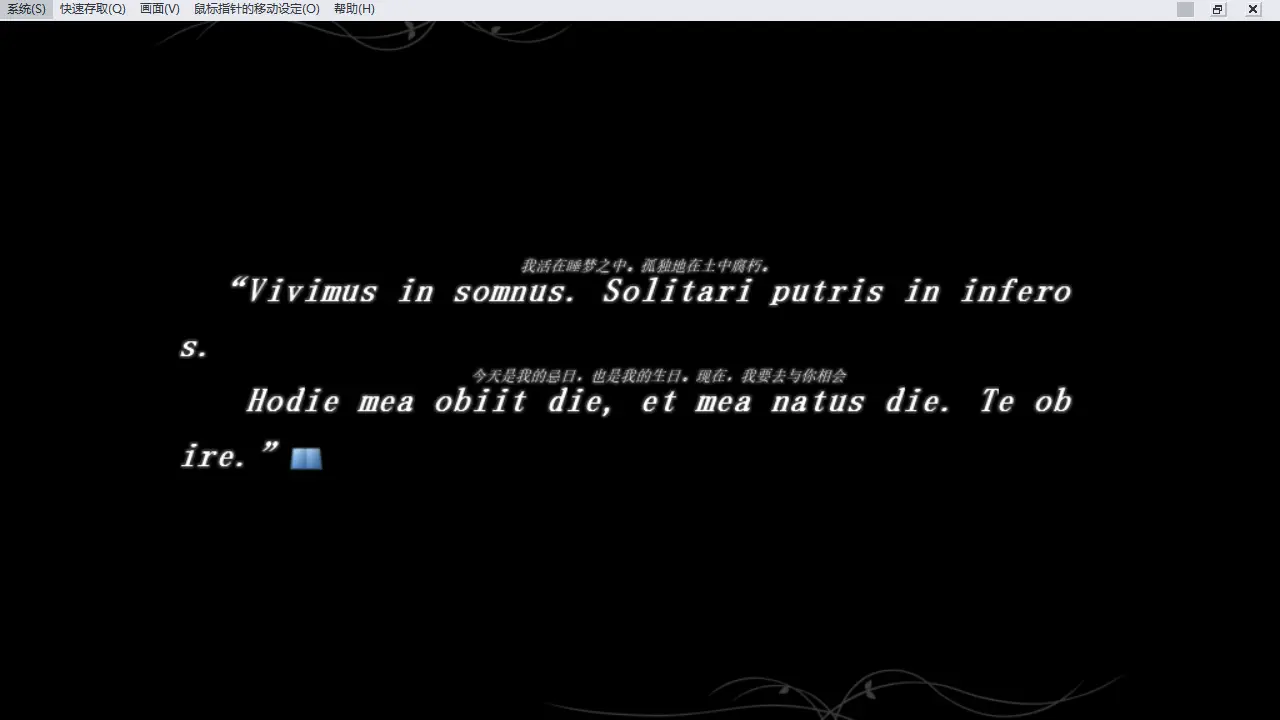 系统(S) 快速存取(Q) 画面(V) 鼠标指针的移动设定(O) 帮助(H)
我活在睡梦之中。孤独地在土中腐朽。
“Vivimus in somnus. Solitari putris in infero
s.
今天是我的忌日，也是我的生日。现在，我要去与你相会
Hodie mea obiit die, et mea natus die. Te ob
ire.”